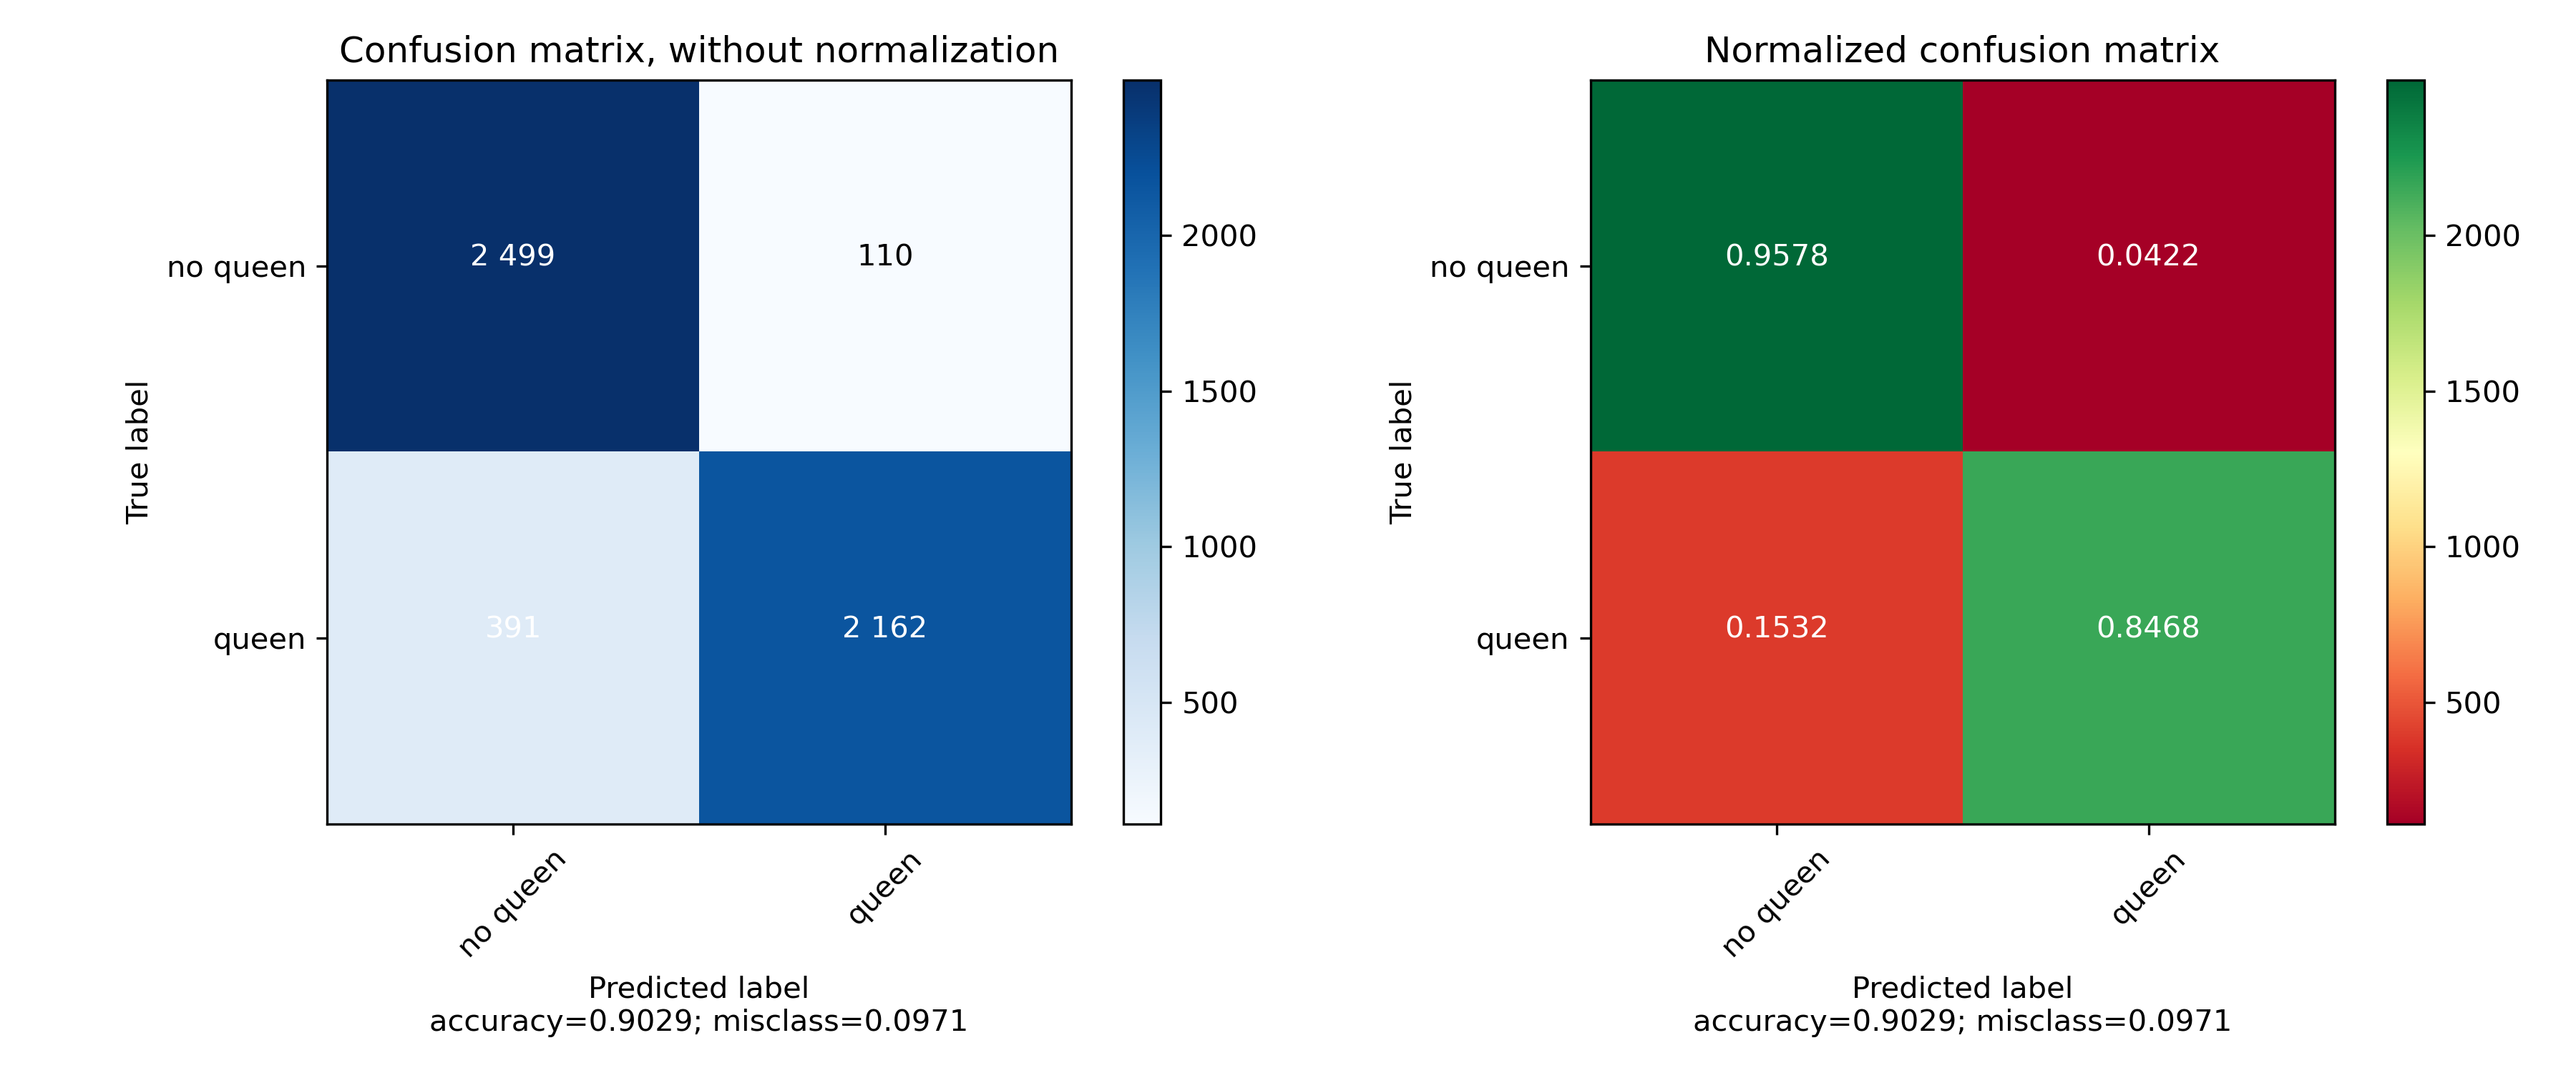 Confusion matrix, without normalization
no queen
queen
True label
2 499
110
391
2 162
2000
1500
1000
500
no queen
queen
Predicted label
accuracy=0.9029; misclass=0.0971
Normalized confusion matrix
no queen
queen
True label
0.9578
0.0422
0.1532
0.8468
2000
1500
1000
500
no queen
queen
Predicted label
accuracy=0.9029; misclass=0.0971